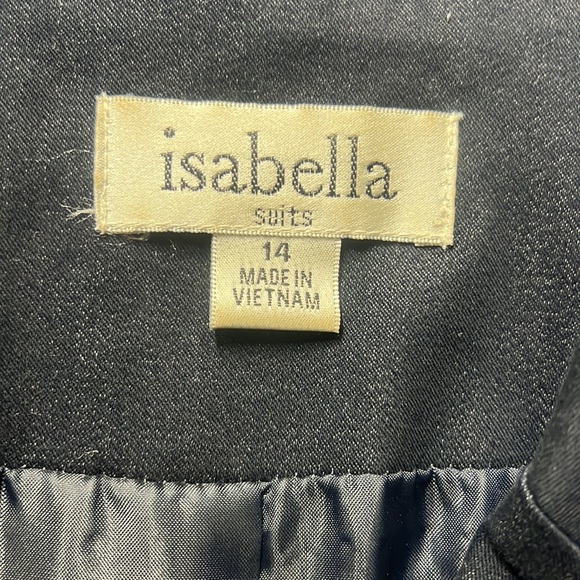 isabella
suits
14
MADE IN
VIETNAM